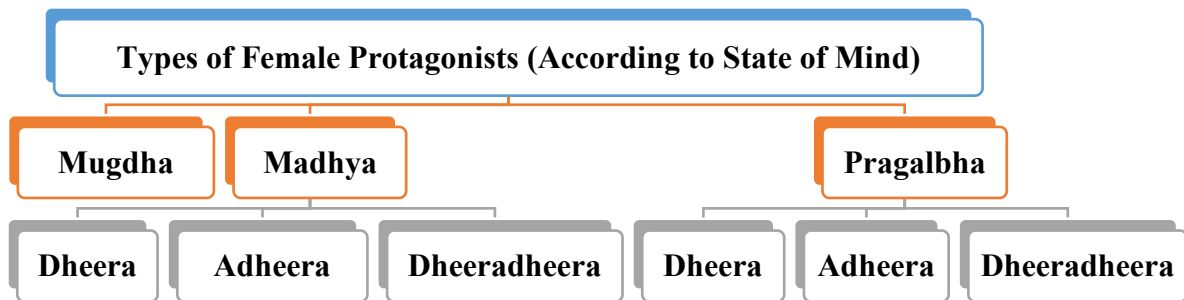 Types of Female Protagonists (According to State of Mind)
Mugdha
Madhya
Pragalbha
Dheera
Adheera
Dheeradheera
Dheera
Adheera
Dheeradheera